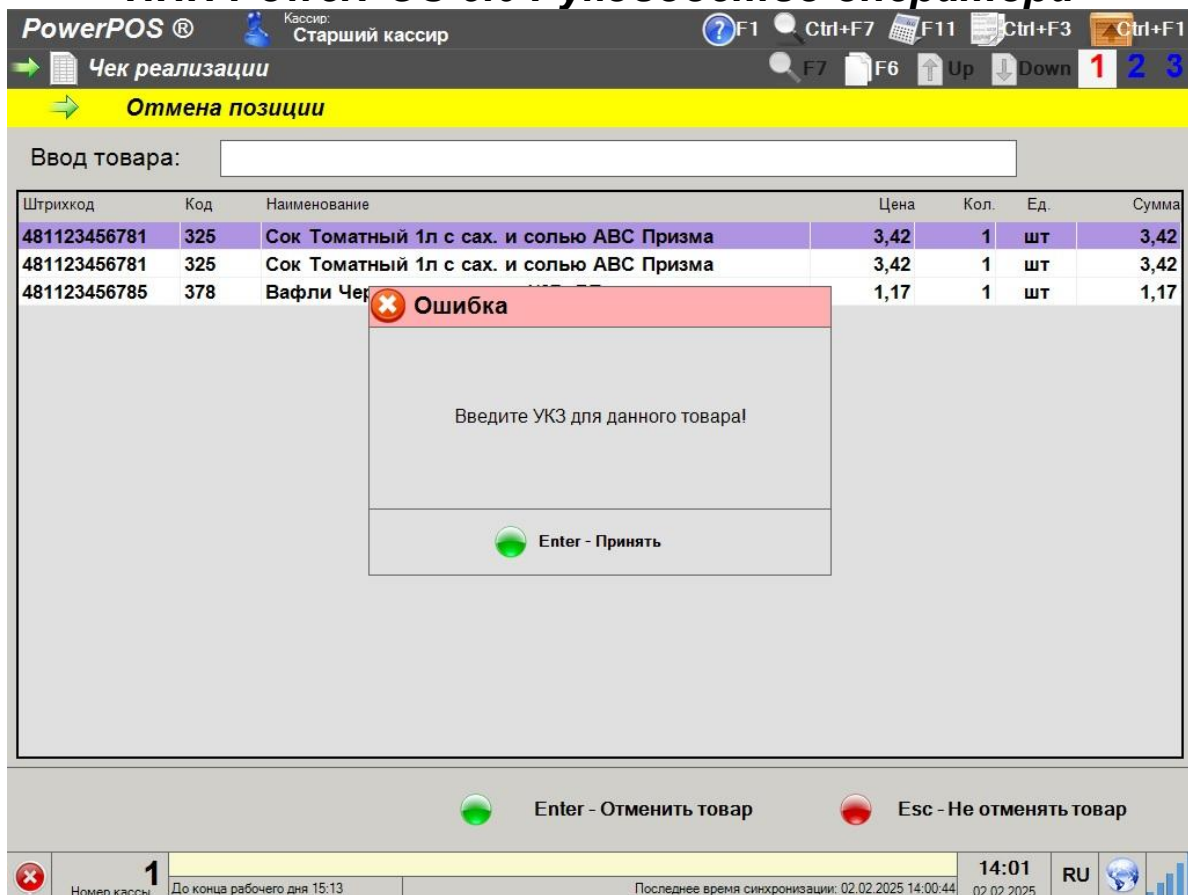 PowerPOS ® Кассир: Старший кассир F1 Ctrl+F7 F11 Ctrl+F3 Ctrl+F1
Чек реализации F7 F6 Up Down 1 2 3
Отмена позиции
Ввод товара:
Штрихкод Код Наименование Цена Кол. Ед. Сумма
481123456781 325 Сок Томатный 1л с сах. и солью АВС Призма 3,42 1 шт 3,42
481123456781 325 Сок Томатный 1л с сах. и солью АВС Призма 3,42 1 шт 3,42
481123456785 378 Вафли Чер 1,17 1 шт 1,17
Ошибка
Введите УКЗ для данного товара!
Enter - Принять
Enter - Отменить товар Esc - Не отменять товар
1 14:01 RU
Номер кассы До конца рабочего дня 15:13 Последнее время синхронизации: 02.02.2025 14:00:44 02.02.2025